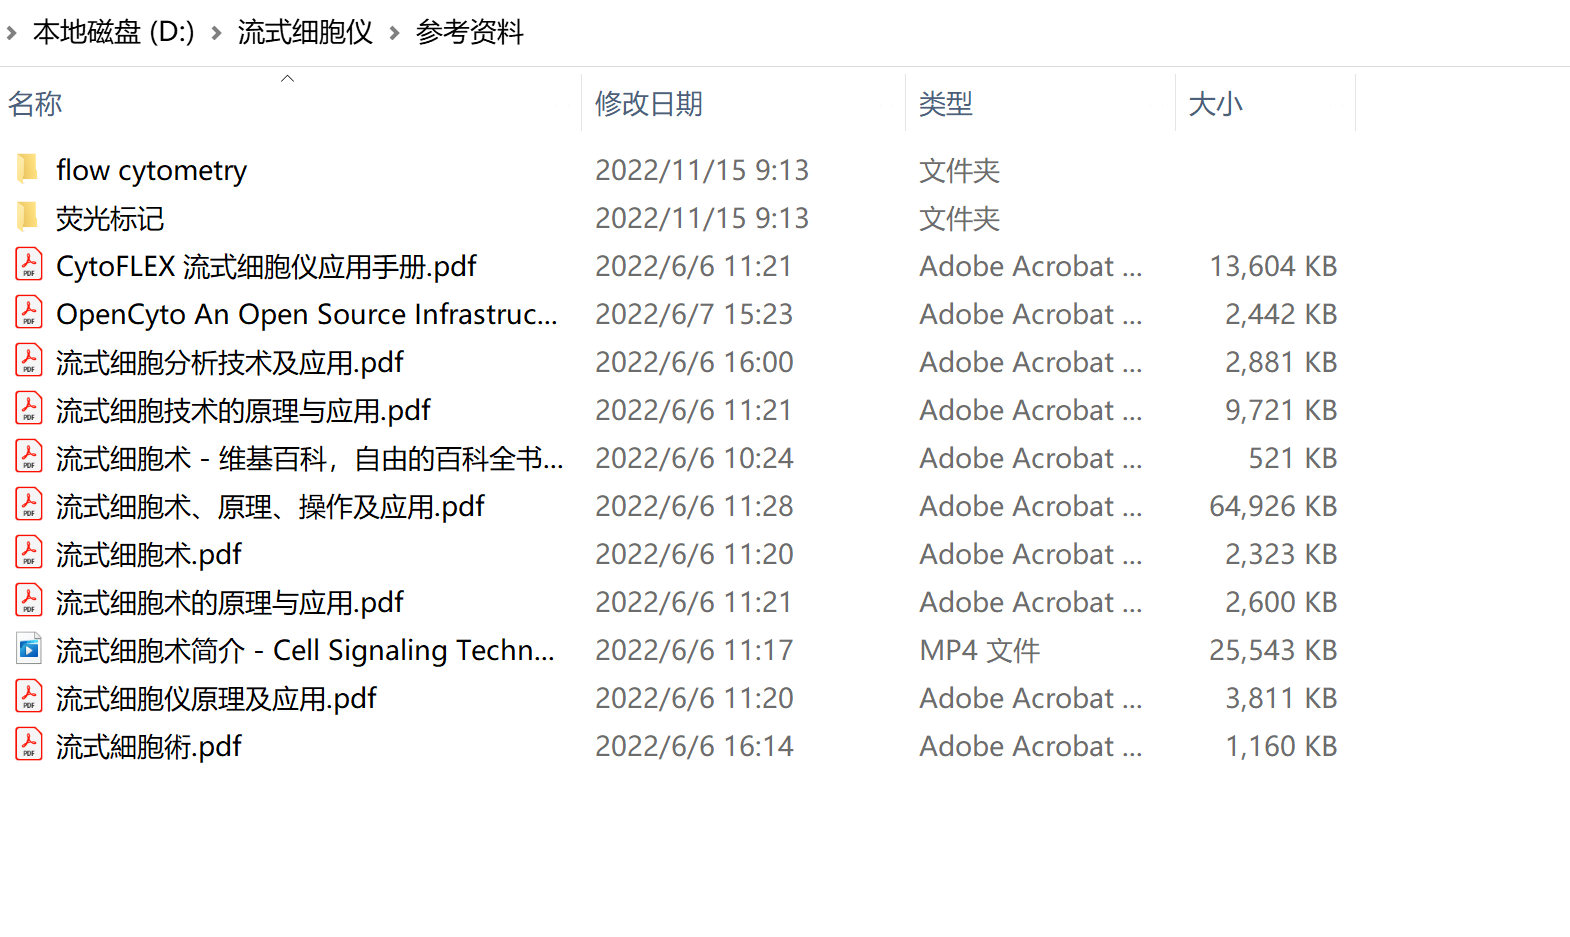 本地磁盘 (D:) 流式细胞仪 参考资料
名称 修改日期 类型 大小
flow cytometry 2022/11/15 9:13 文件夹
荧光标记 2022/11/15 9:13 文件夹
CytoFLEX 流式细胞仪应用手册.pdf 2022/6/6 11:21 Adobe Acrobat ... 13,604 KB
OpenCyto An Open Source Infrastruc... 2022/6/7 15:23 Adobe Acrobat ... 2,442 KB
流式细胞分析技术及应用.pdf 2022/6/6 16:00 Adobe Acrobat ... 2,881 KB
流式细胞技术的原理与应用.pdf 2022/6/6 11:21 Adobe Acrobat ... 9,721 KB
流式细胞术 - 维基百科，自由的百科全书... 2022/6/6 10:24 Adobe Acrobat ... 521 KB
流式细胞术、原理、操作及应用.pdf 2022/6/6 11:28 Adobe Acrobat ... 64,926 KB
流式细胞术.pdf 2022/6/6 11:20 Adobe Acrobat ... 2,323 KB
流式细胞术的原理与应用.pdf 2022/6/6 11:21 Adobe Acrobat ... 2,600 KB
流式细胞术简介 - Cell Signaling Techn... 2022/6/6 11:17 MP4 文件 25,543 KB
流式细胞仪原理及应用.pdf 2022/6/6 11:20 Adobe Acrobat ... 3,811 KB
流式細胞術.pdf 2022/6/6 16:14 Adobe Acrobat ... 1,160 KB